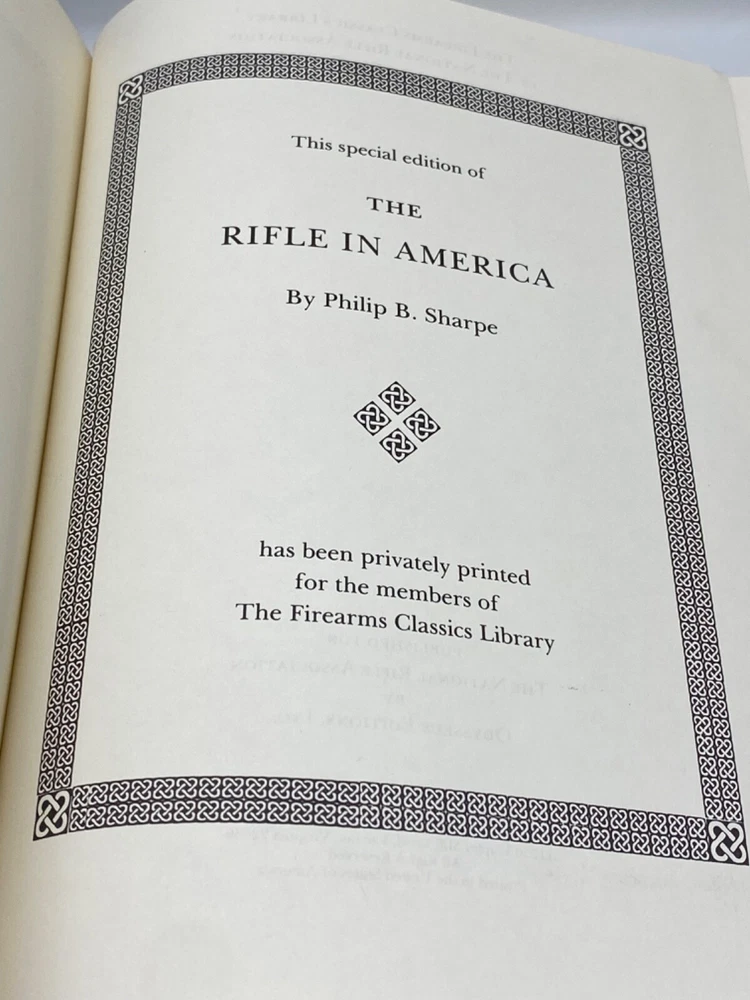 This special edition of
THE
RIFLE IN AMERICA
By Philip B. Sharpe
has been privately printed
for the members of
The Firearms Classics Library